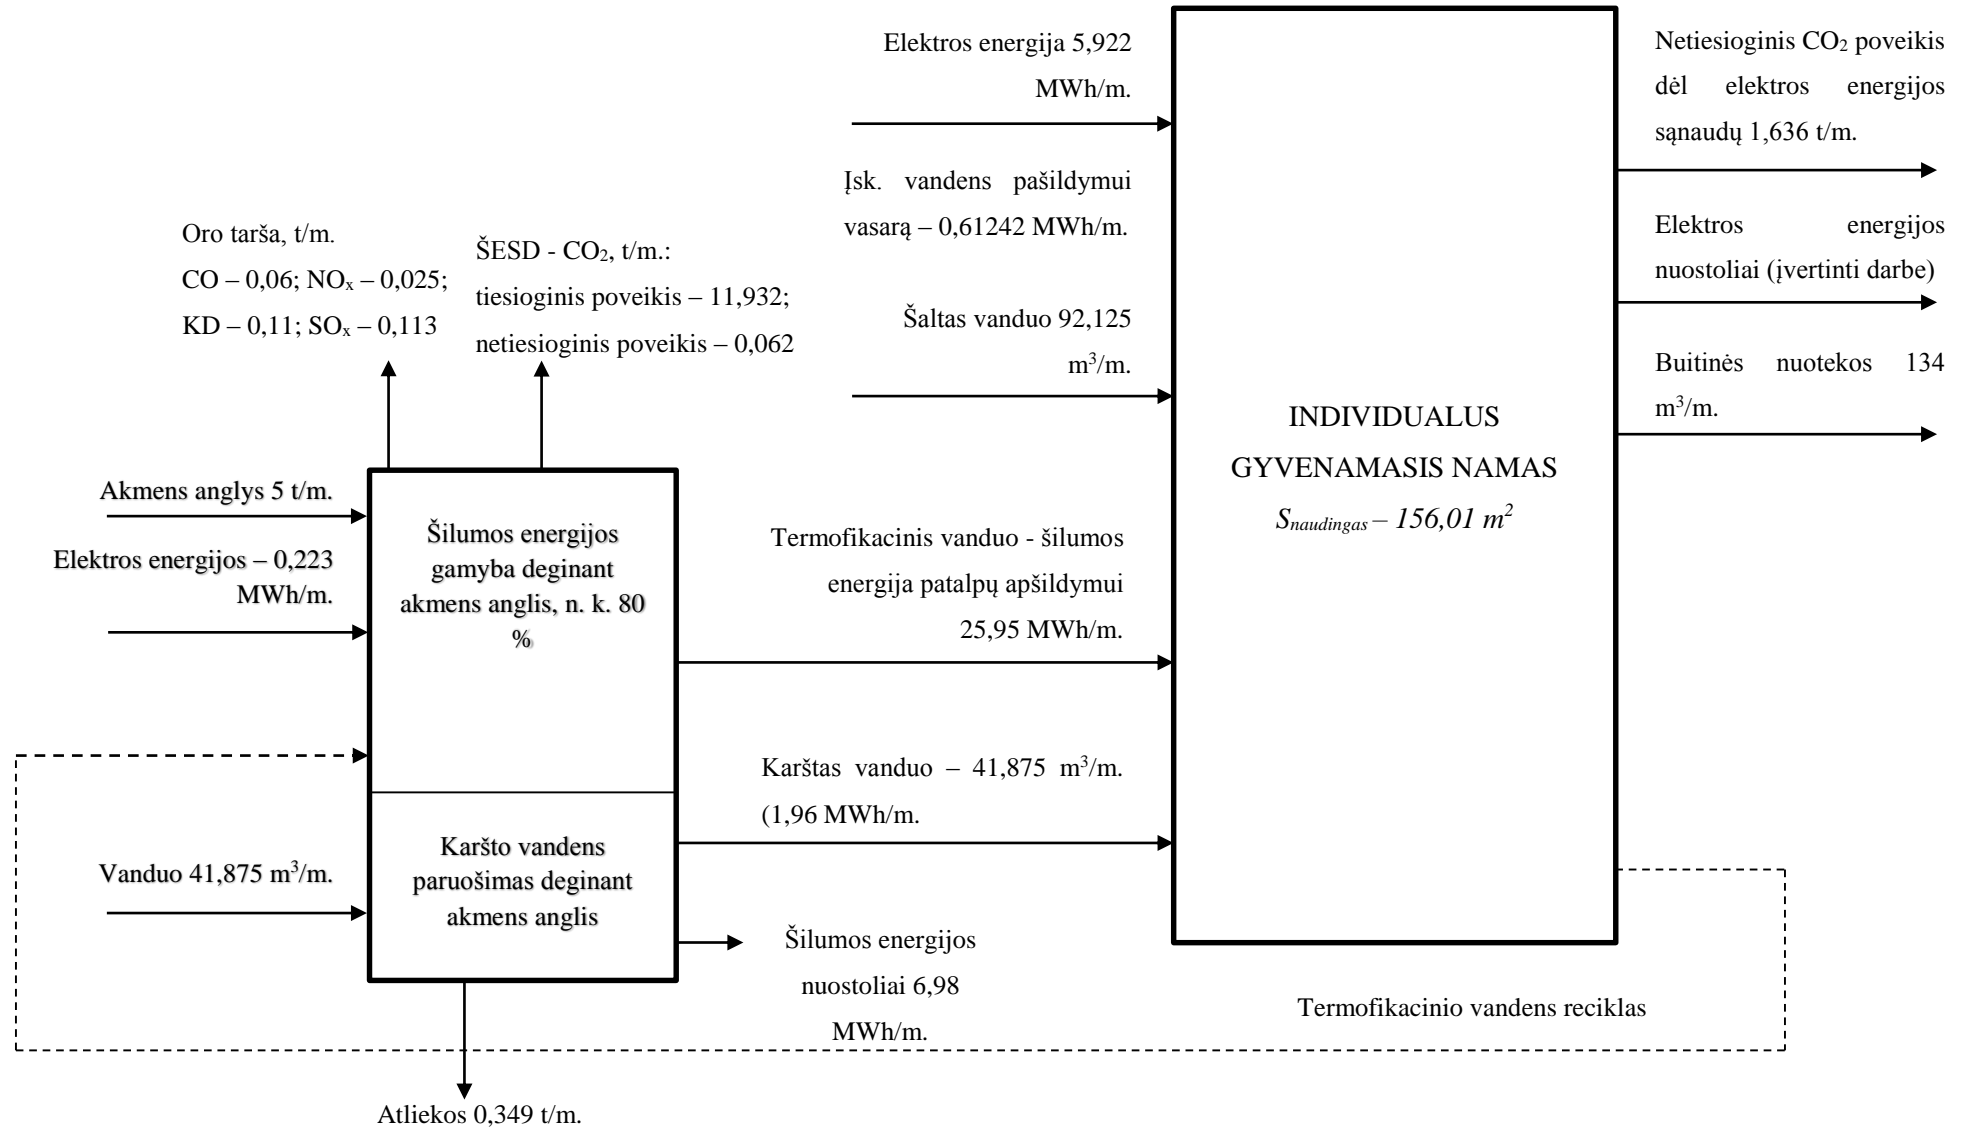 Elektros energija 5,922
MWh/m.
Įsk. vandens pašildymui
vasarą – 0,61242 MWh/m.
Šaltas vanduo 92,125
m³/m.
Netiesioginis CO₂ poveikis
dėl elektros energijos
sąnaudų 1,636 t/m.
Elektros energijos
nuostoliai (įvertinti darbe)
Buitinės nuotekos 134
m³/m.
Oro tarša, t/m.
CO – 0,06; NOₓ – 0,025;
KD – 0,11; SOₓ – 0,113
ŠESD - CO₂, t/m.:
tiesioginis poveikis – 11,932;
netiesioginis poveikis – 0,062
INDIVIDUALUS
GYVENAMASIS NAMAS
Snaudingas – 156,01 m²
Akmens anglys 5 t/m.
Elektros energijos – 0,223
MWh/m.
Šilumos energijos
gamyba deginant
akmens anglis, n. k. 80
%
Termofikacinis vanduo - šilumos
energija patalpų apšildymui
25,95 MWh/m.
Karštas vanduo – 41,875 m³/m.
(1,96 MWh/m.
Vanduo 41,875 m³/m.
Karšto vandens
paruošimas deginant
akmens anglis
Šilumos energijos
nuostoliai 6,98
MWh/m.
Termofikacinio vandens reciklas
Atliekos 0,349 t/m.